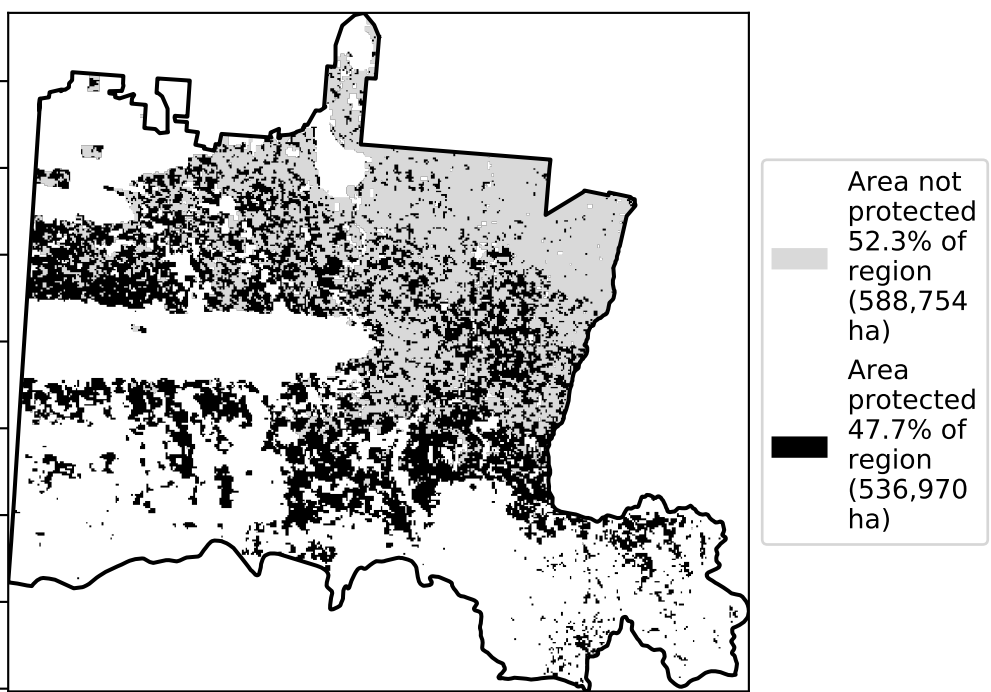 Area not
protected
52.3% of
region
(588,754
ha)
Area
protected
47.7% of
region
(536,970
ha)